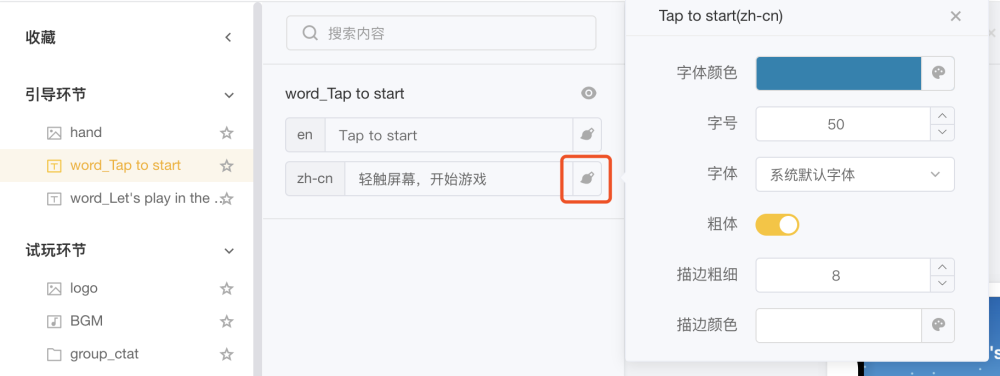 收藏
引导环节
hand
word_Tap to start
word_Let's play in the ...
试玩环节
logo
BGM
group_ctat
搜索内容
word_Tap to start
en
Tap to start
zh-cn
轻触屏幕，开始游戏
Tap to start(zh-cn)
字体颜色
字号
50
字体
系统默认字体
粗体
描边粗细
8
描边颜色
's